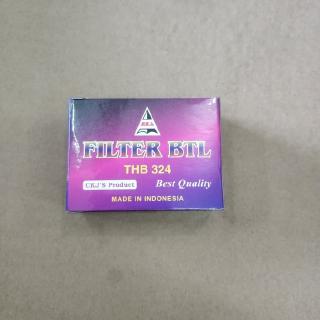 FILTER BTL
THB 324
CKJ'S Product Best Quality
MADE IN INDONESIA